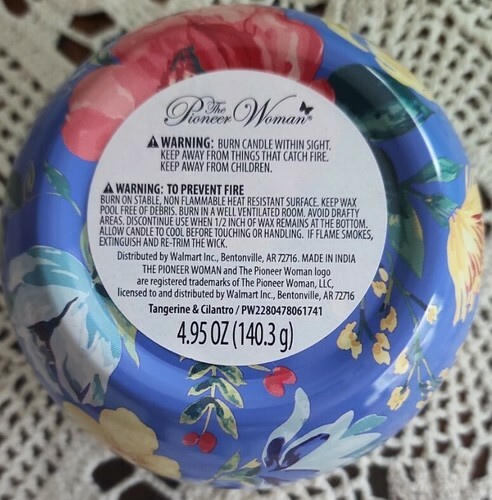 The
Pioneer Woman®
⚠ WARNING: BURN CANDLE WITHIN SIGHT.
KEEP AWAY FROM THINGS THAT CATCH FIRE.
KEEP AWAY FROM CHILDREN.
⚠ WARNING: TO PREVENT FIRE
BURN ON STABLE, NON FLAMMABLE HEAT RESISTANT SURFACE. KEEP WAX
POOL FREE OF DEBRIS. BURN IN A WELL VENTILATED ROOM. AVOID DRAFTY
AREAS. DISCONTINUE USE WHEN 1/2 INCH OF WAX REMAINS AT THE BOTTOM.
ALLOW CANDLE TO COOL BEFORE TOUCHING OR HANDLING. IF FLAME SMOKES,
EXTINGUISH AND RE-TRIM THE WICK.
Distributed by Walmart Inc., Bentonville, AR 72716. MADE IN INDIA
THE PIONEER WOMAN and The Pioneer Woman logo
are registered trademarks of The Pioneer Woman, LLC,
licensed to and distributed by Walmart Inc., Bentonville, AR 72716
Tangerine & Cilantro / PW2280478061741
4.95 OZ (140.3 g)